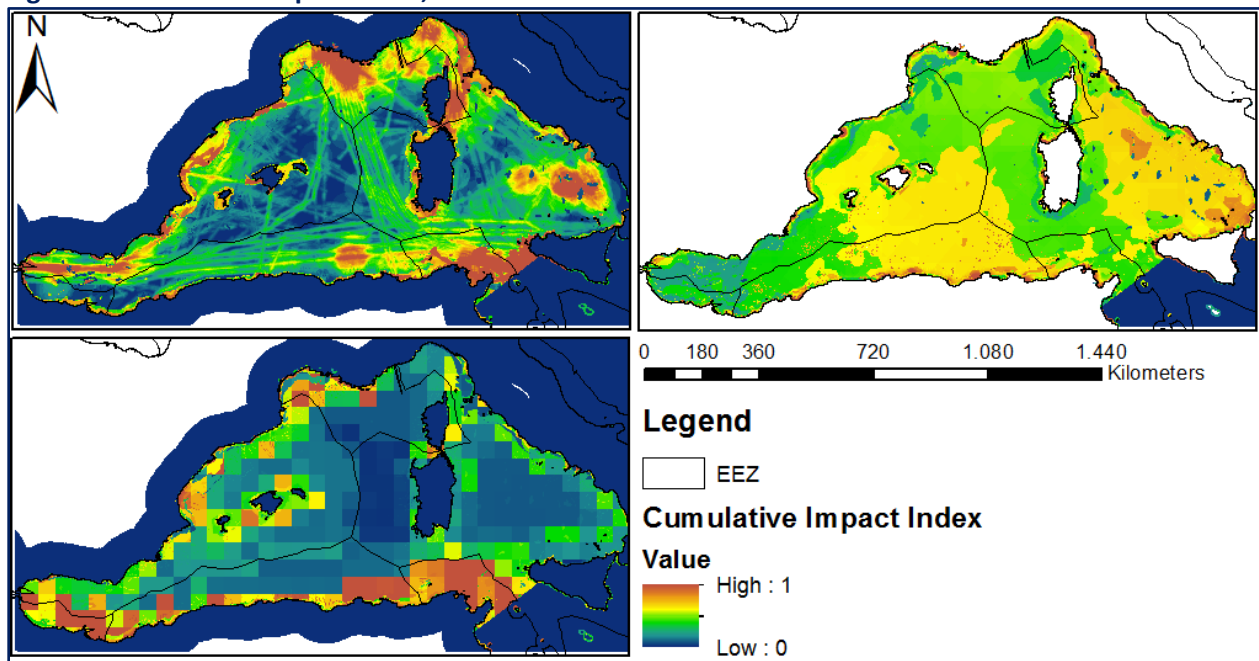 N
0 180 360 720 1.080 1.440
Kilometers
Legend
EEZ
Cumulative Impact Index
Value
High : 1
Low : 0